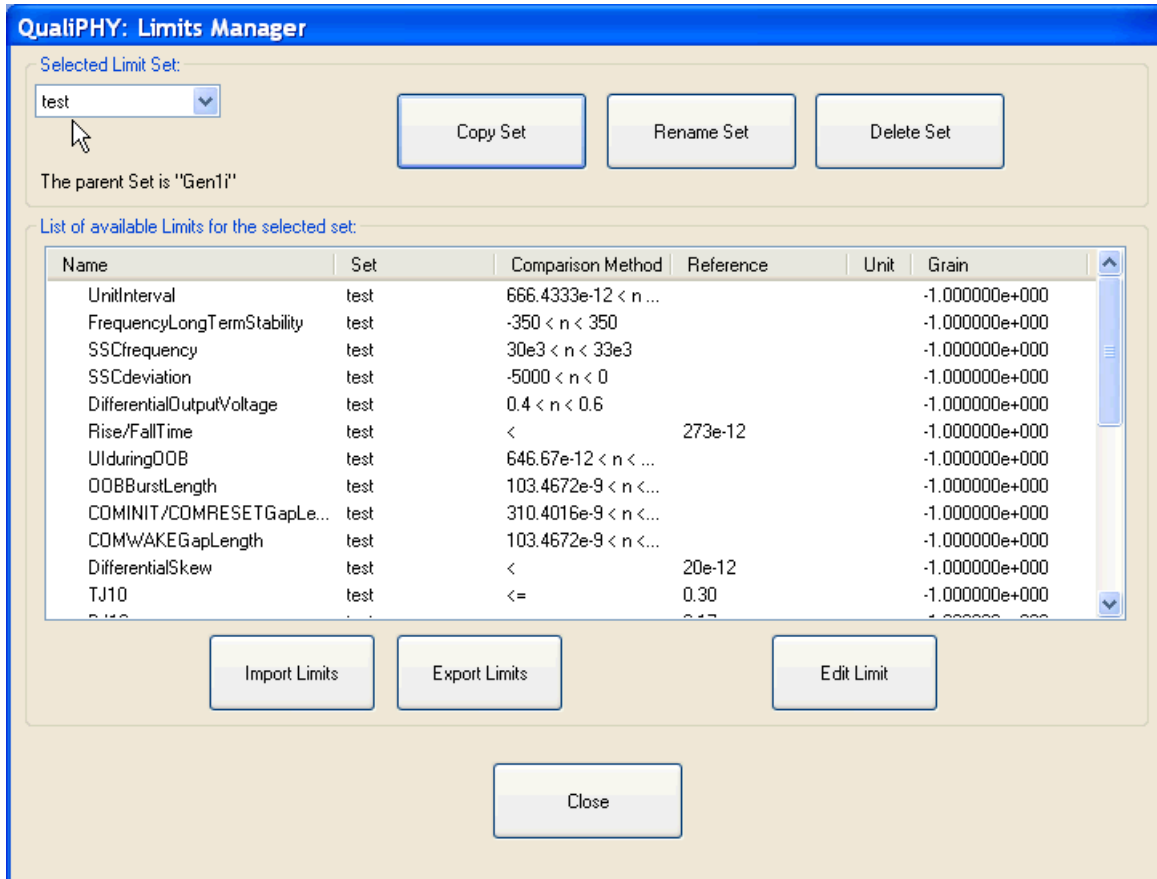 QualiPHY: Limits Manager
Selected Limit Set:
test
Copy Set Rename Set Delete Set
The parent Set is "Gen1i"
List of available Limits for the selected set:
Name Set Comparison Method Reference Unit Grain
UnitInterval test 666.4333e-12 < n ... -1.000000e+000
FrequencyLongTermStability test -350 < n < 350 -1.000000e+000
SSCfrequency test 30e3 < n < 33e3 -1.000000e+000
SSCdeviation test -5000 < n < 0 -1.000000e+000
DifferentialOutputVoltage test 0.4 < n < 0.6 -1.000000e+000
Rise/FallTime test < 273e-12 -1.000000e+000
UIduringOOB test 646.67e-12 < n < ... -1.000000e+000
OOBBurstLength test 103.4672e-9 < n <... -1.000000e+000
COMINIT/COMRESETGapLe... test 310.4016e-9 < n <... -1.000000e+000
COMWAKEGapLength test 103.4672e-9 < n <... -1.000000e+000
DifferentialSkew test < 20e-12 -1.000000e+000
TJ10 test <= 0.30 -1.000000e+000
Import Limits Export Limits Edit Limit
Close